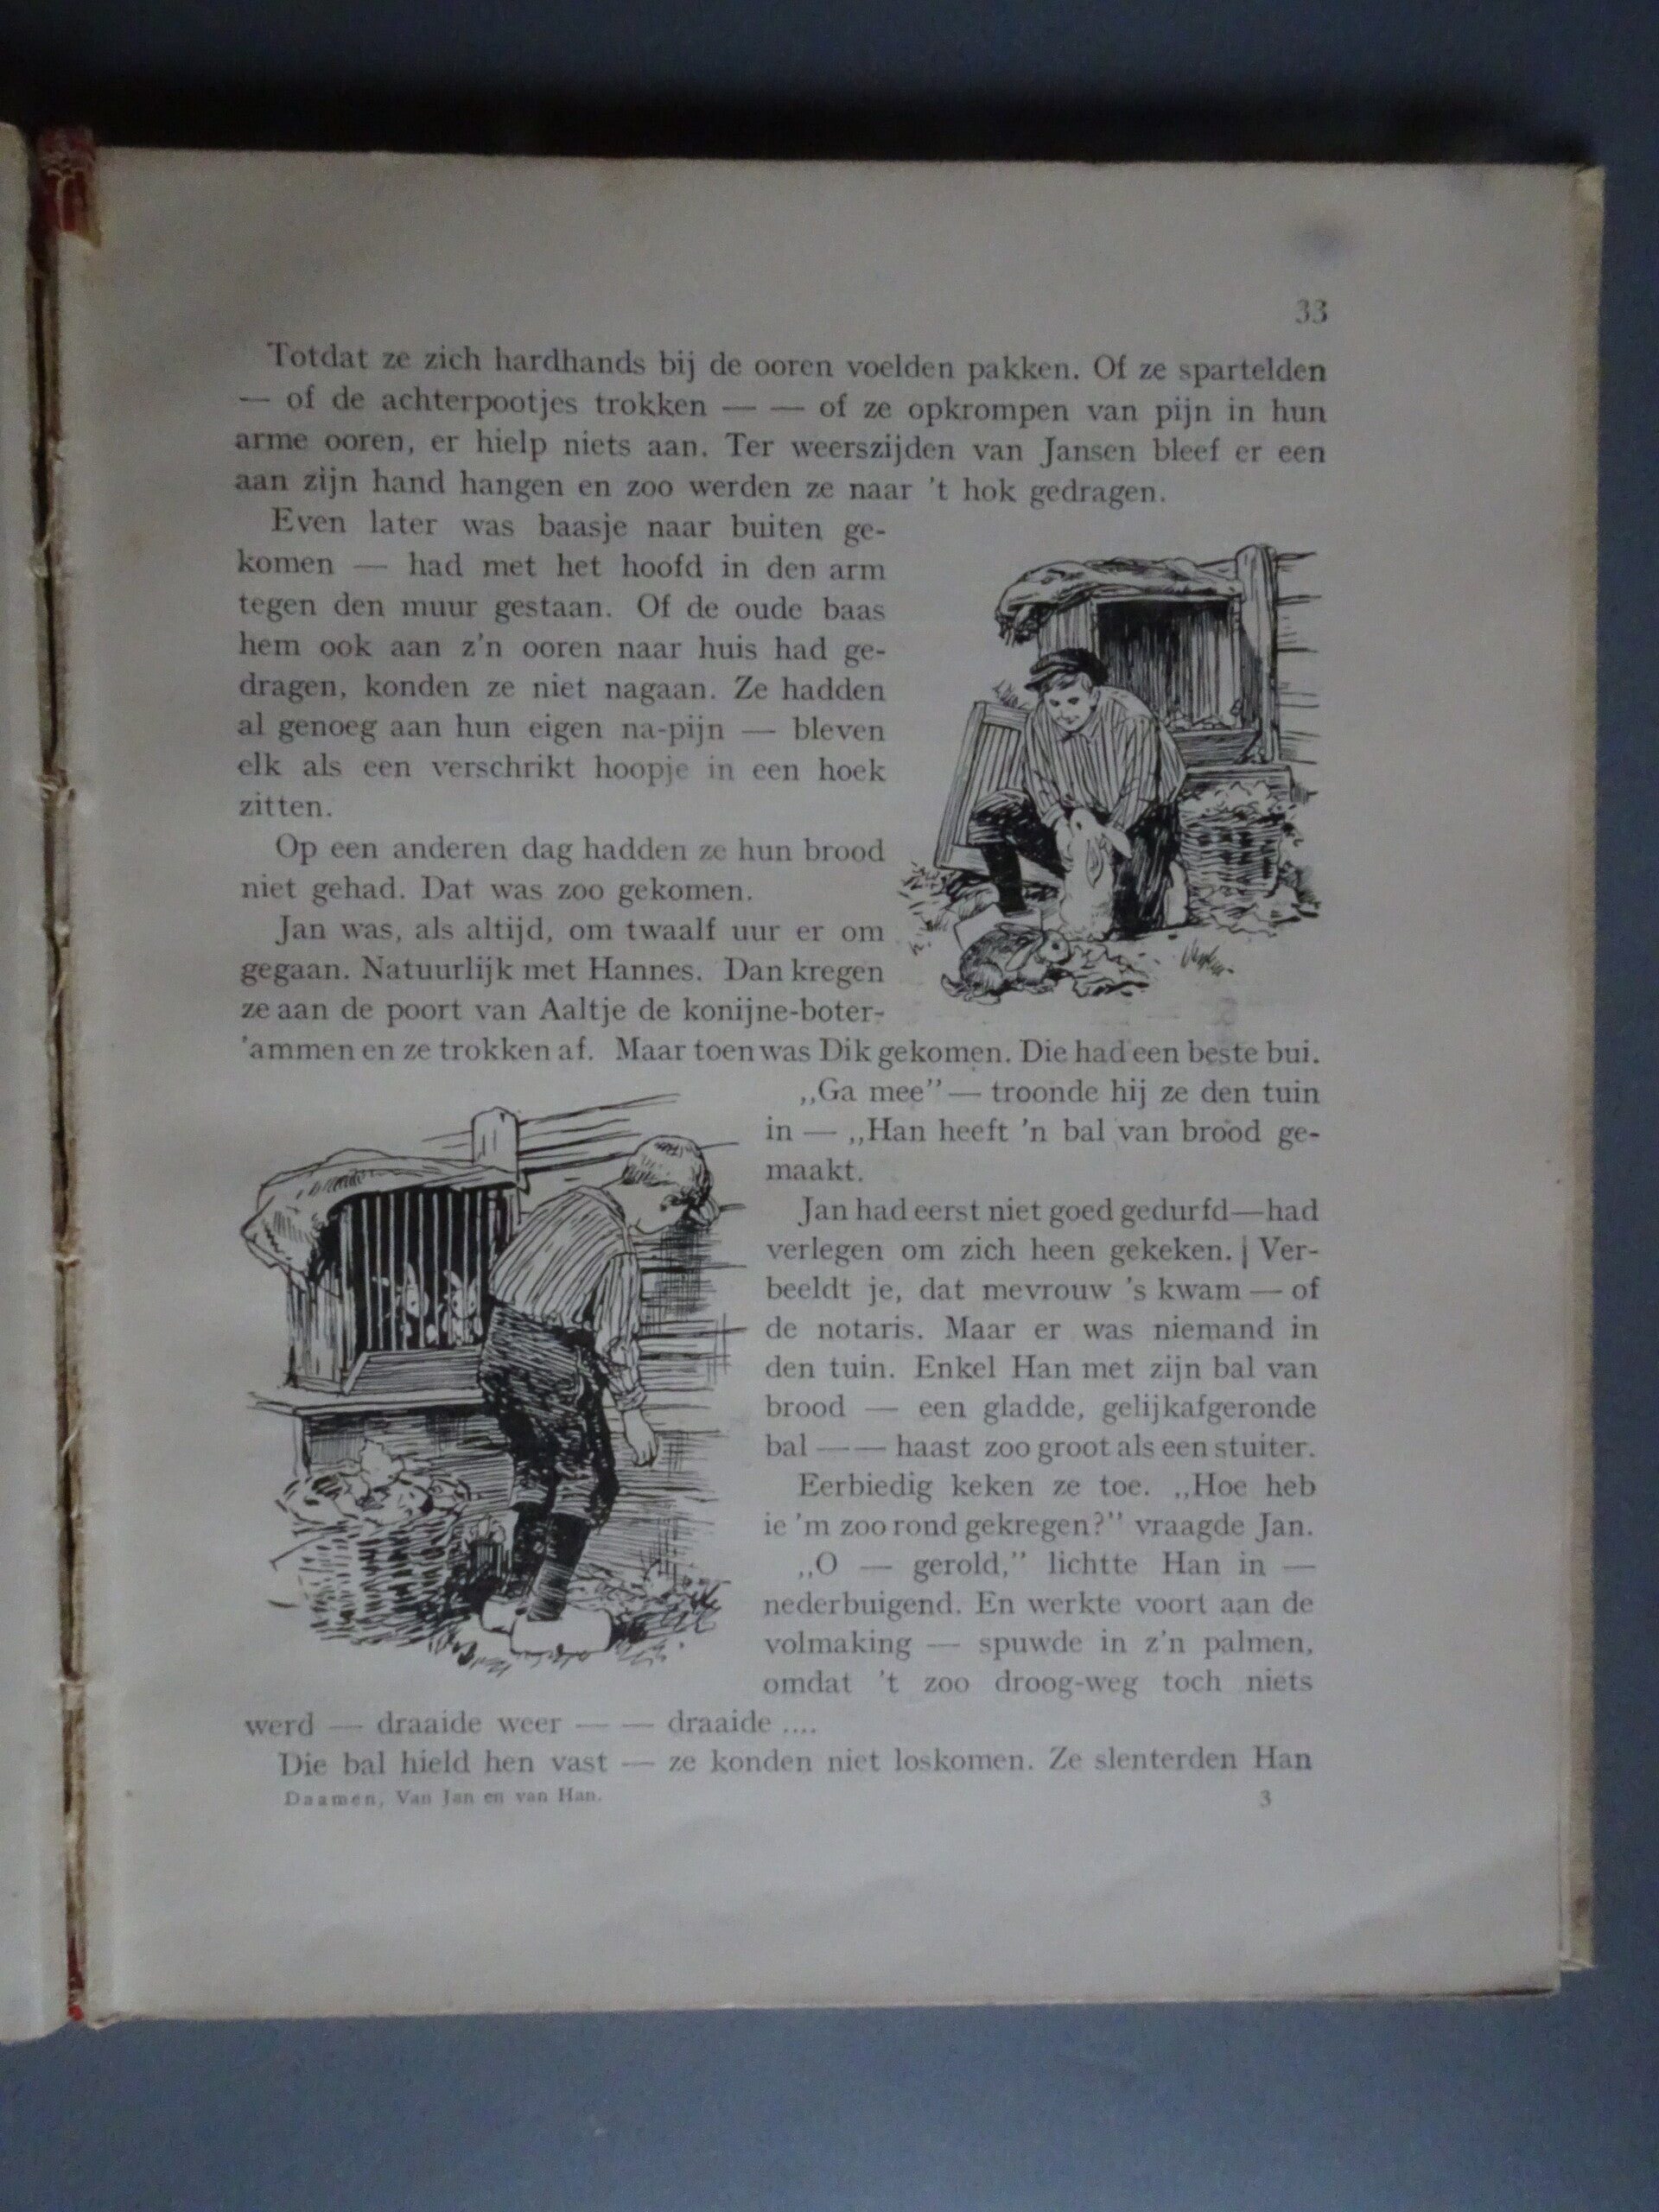 33
Totdat ze zich hardhands bij de ooren voelden pakken. Of ze spartelden
— of de achterpootjes trokken — — of ze opkrompen van pijn in hun
arme ooren, er hielp niets aan. Ter weerszijden van Jansen bleef er een
aan zijn hand hangen en zoo werden ze naar 't hok gedragen.
Even later was baasje naar buiten ge-
komen — had met het hoofd in den arm
tegen den muur gestaan. Of de oude baas
hem ook aan z'n ooren naar huis had ge-
dragen, konden ze niet nagaan. Ze hadden
al genoeg aan hun eigen na-pijn — bleven
elk als een verschrikt hoopje in een hoek
zitten.
Op een anderen dag hadden ze hun brood
niet gehad. Dat was zoo gekomen.
Jan was, als altijd, om twaalf uur er om
gegaan. Natuurlijk met Hannes. Dan kregen
ze aan de poort van Aaltje de konijne-boter-
'ammen en ze trokken af. Maar toen was Dik gekomen. Die had een beste bui.
„Ga mee” — troonde hij ze den tuin
in — „Han heeft 'n bal van brood ge-
maakt.
Jan had eerst niet goed gedurfd—had
verlegen om zich heen gekeken. | Ver-
beeldt je, dat mevrouw 's kwam — of
de notaris. Maar er was niemand in
den tuin. Enkel Han met zijn bal van
brood — een gladde, gelijkafgeronde
bal — — haast zoo groot als een stuiter.
Eerbiedig keken ze toe. „Hoe heb
ie 'm zoo rond gekregen?” vraagde Jan.
„O — gerold,” lichtte Han in —
nederbuigend. En werkte voort aan de
volmaking — spuwde in z'n palmen,
omdat 't zoo droog-weg toch niets
werd — draaide weer — — draaide ....
Die bal hield hen vast — ze konden niet loskomen. Ze slenterden Han
Daamen, Van Jan en van Han. 3